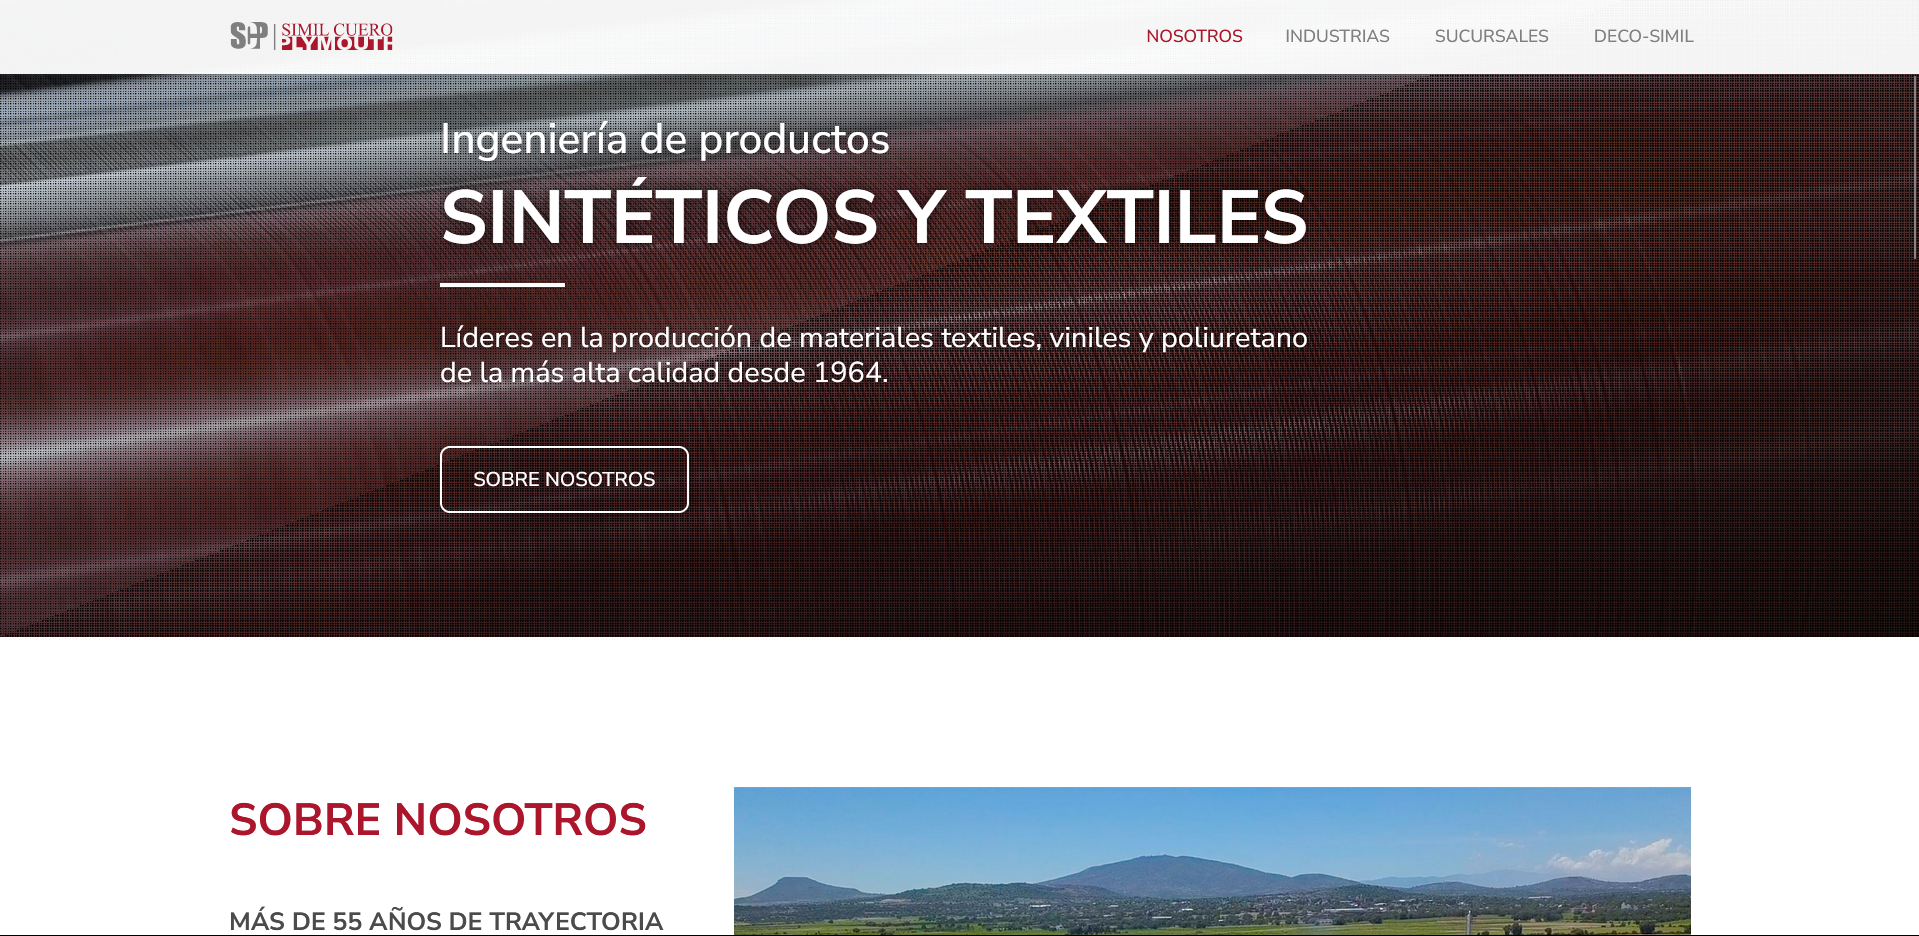 SCP SIMIL CUERO
PLYMOUTH
NOSOTROS INDUSTRIAS SUCURSALES DECO-SIMIL
Ingeniería de productos
SINTÉTICOS Y TEXTILES
Líderes en la producción de materiales textiles, viniles y poliuretano
de la más alta calidad desde 1964.
SOBRE NOSOTROS
SOBRE NOSOTROS
MÁS DE 55 AÑOS DE TRAYECTORIA